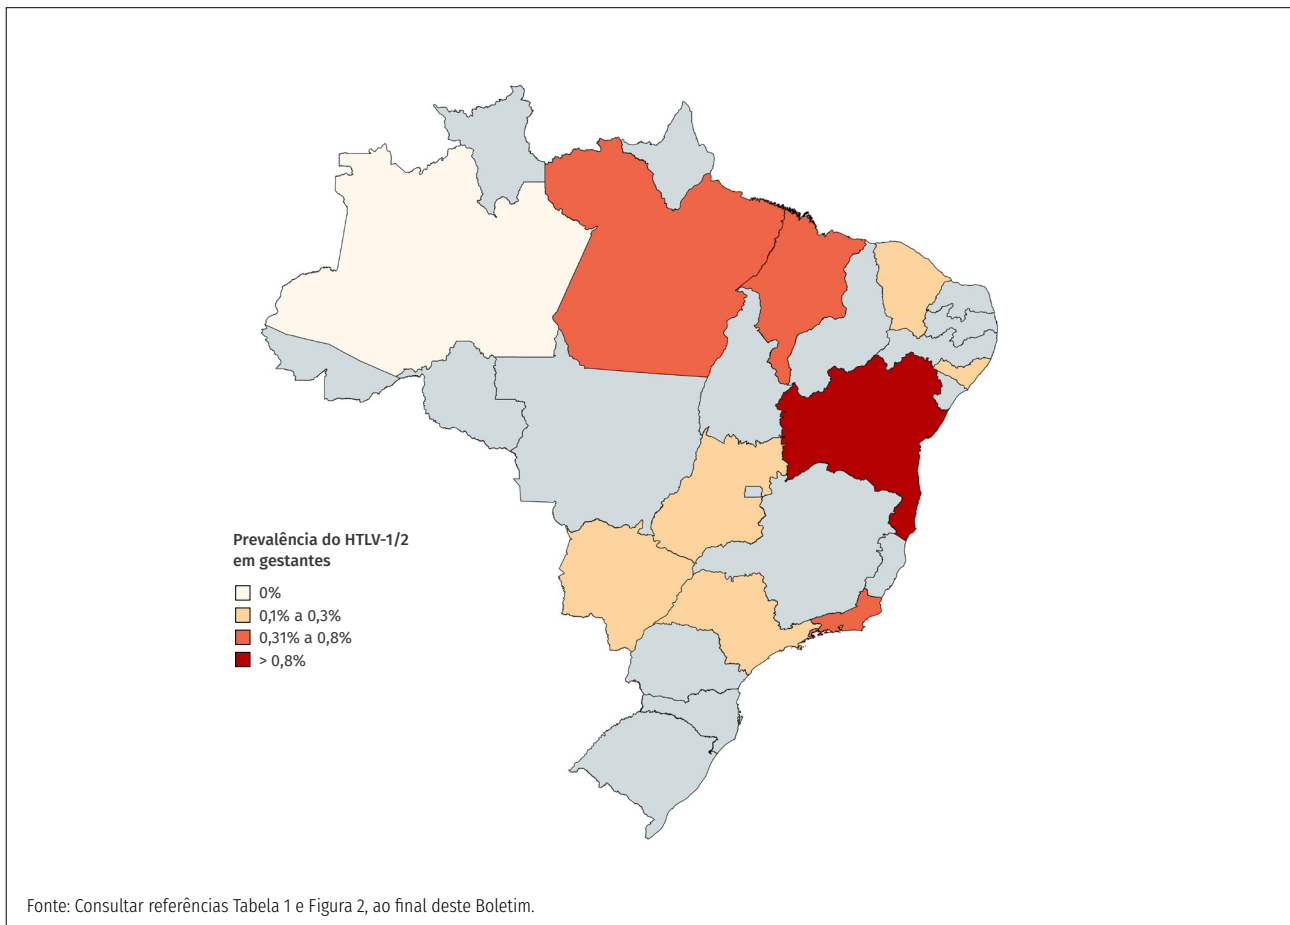 Prevalência do HTLV-1/2
em gestantes
0%
0,1% a 0,3%
0,31% a 0,8%
> 0,8%
Fonte: Consultar referências Tabela 1 e Figura 2, ao final deste Boletim.